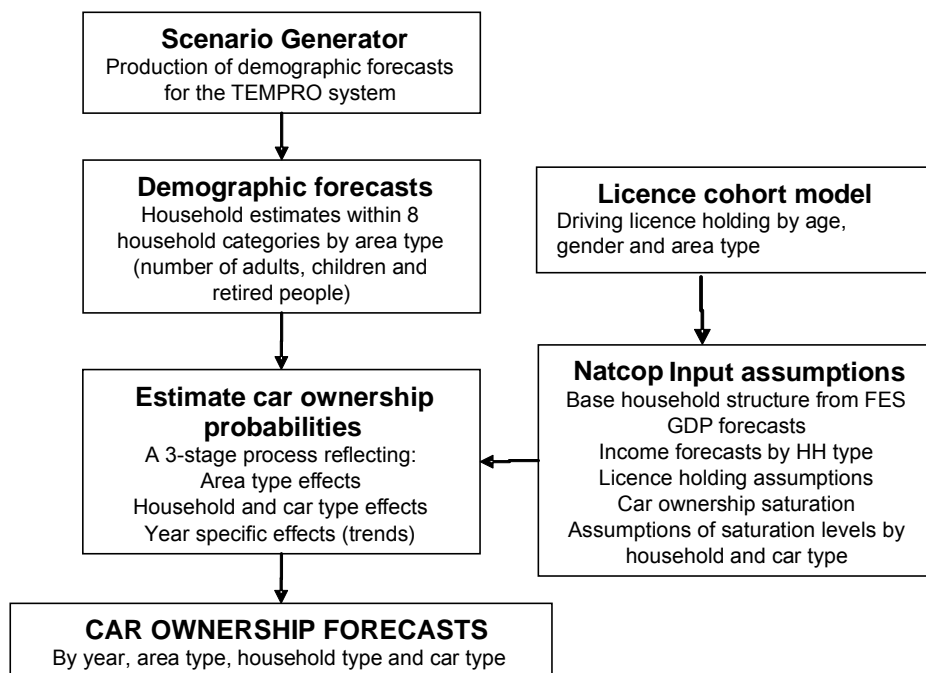 Scenario Generator
Production of demographic forecasts
for the TEMPRO system
Demographic forecasts
Household estimates within 8
household categories by area type
(number of adults, children and
retired people)
Licence cohort model
Driving licence holding by age,
gender and area type
Estimate car ownership
probabilities
A 3-stage process reflecting:
Area type effects
Household and car type effects
Year specific effects (trends)
Natcop Input assumptions
Base household structure from FES
GDP forecasts
Income forecasts by HH type
Licence holding assumptions
Car ownership saturation
Assumptions of saturation levels by
household and car type
CAR OWNERSHIP FORECASTS
By year, area type, household type and car type